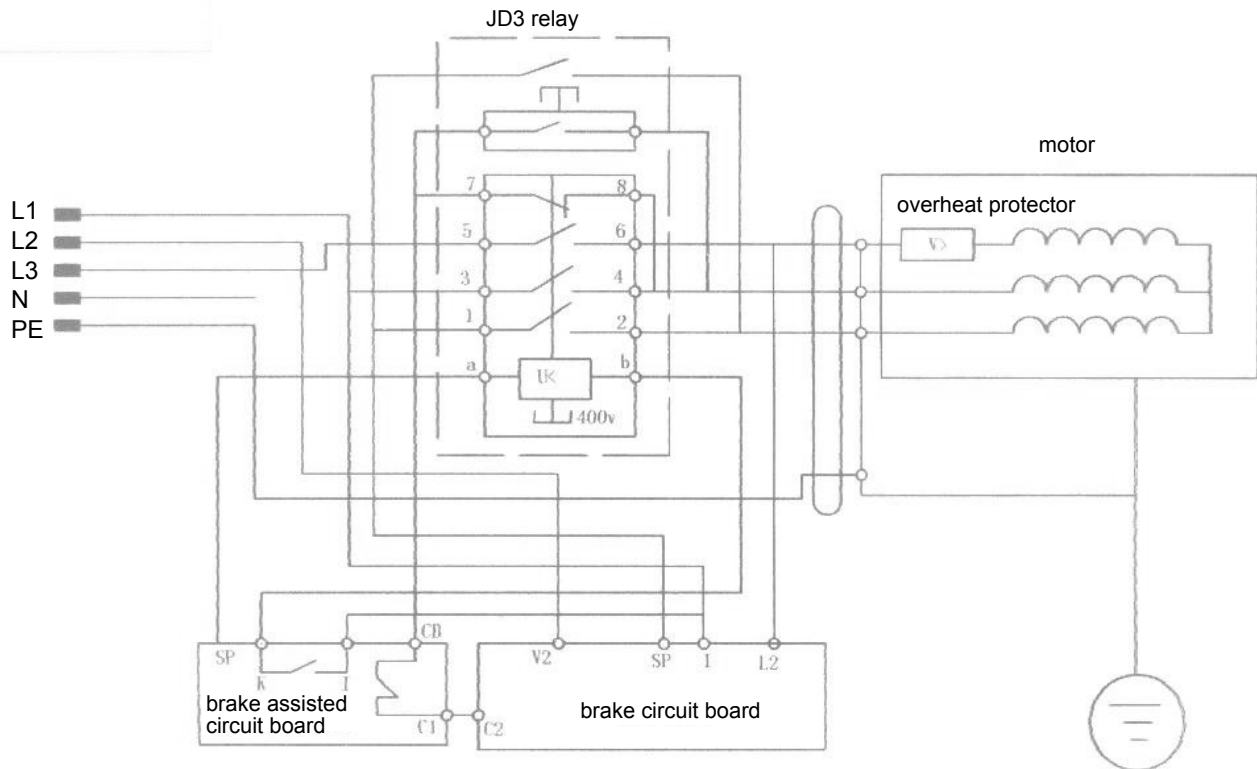 JD3 relay
motor
7
8
L1
overheat protector
L2
5
6
L3
N
3
4
PE
1
2
a
b
U<
400v
CB
SP
K
I
V2
SP
1
L2
brake assisted
circuit board
C1
C2
brake circuit board